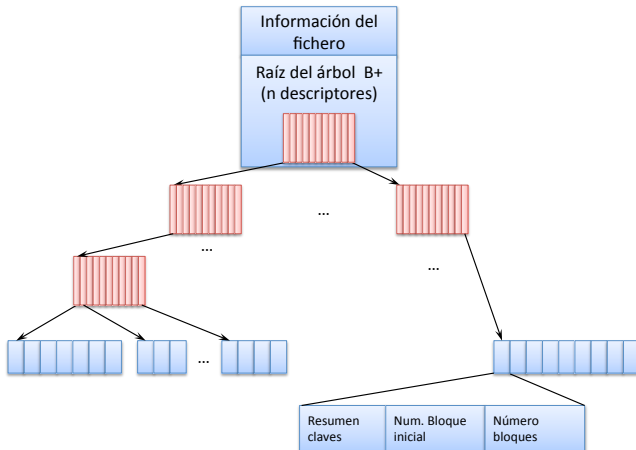 Información del
fichero
Raíz del árbol B+
(n descriptores)
...
...
...
...
Resumen
claves
Num. Bloque
inicial
Número
bloques